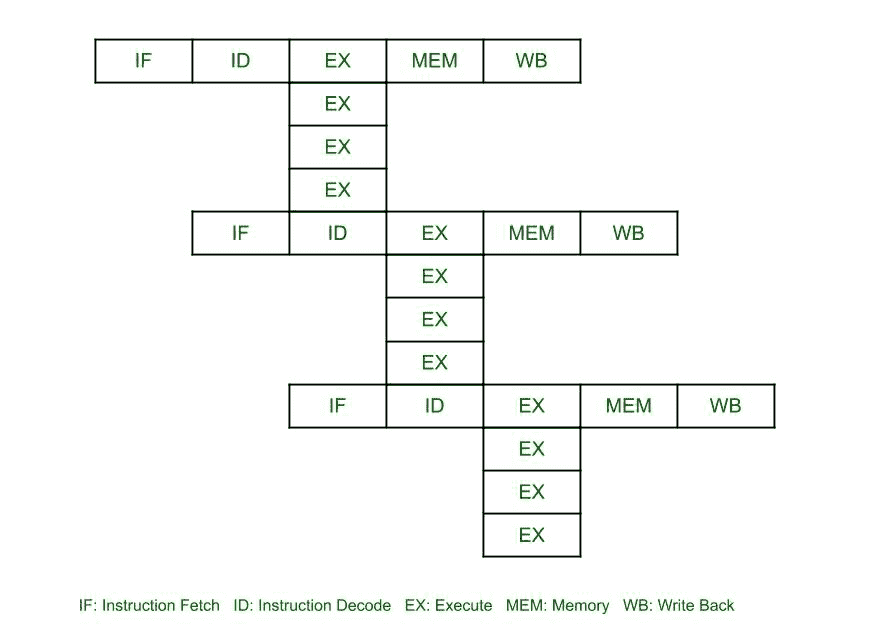 IF ID EX MEM WB
EX
EX
EX
IF ID EX MEM WB
EX
EX
EX
IF ID EX MEM WB
EX
EX
EX
IF: Instruction Fetch ID: Instruction Decode EX: Execute MEM: Memory WB: Write Back